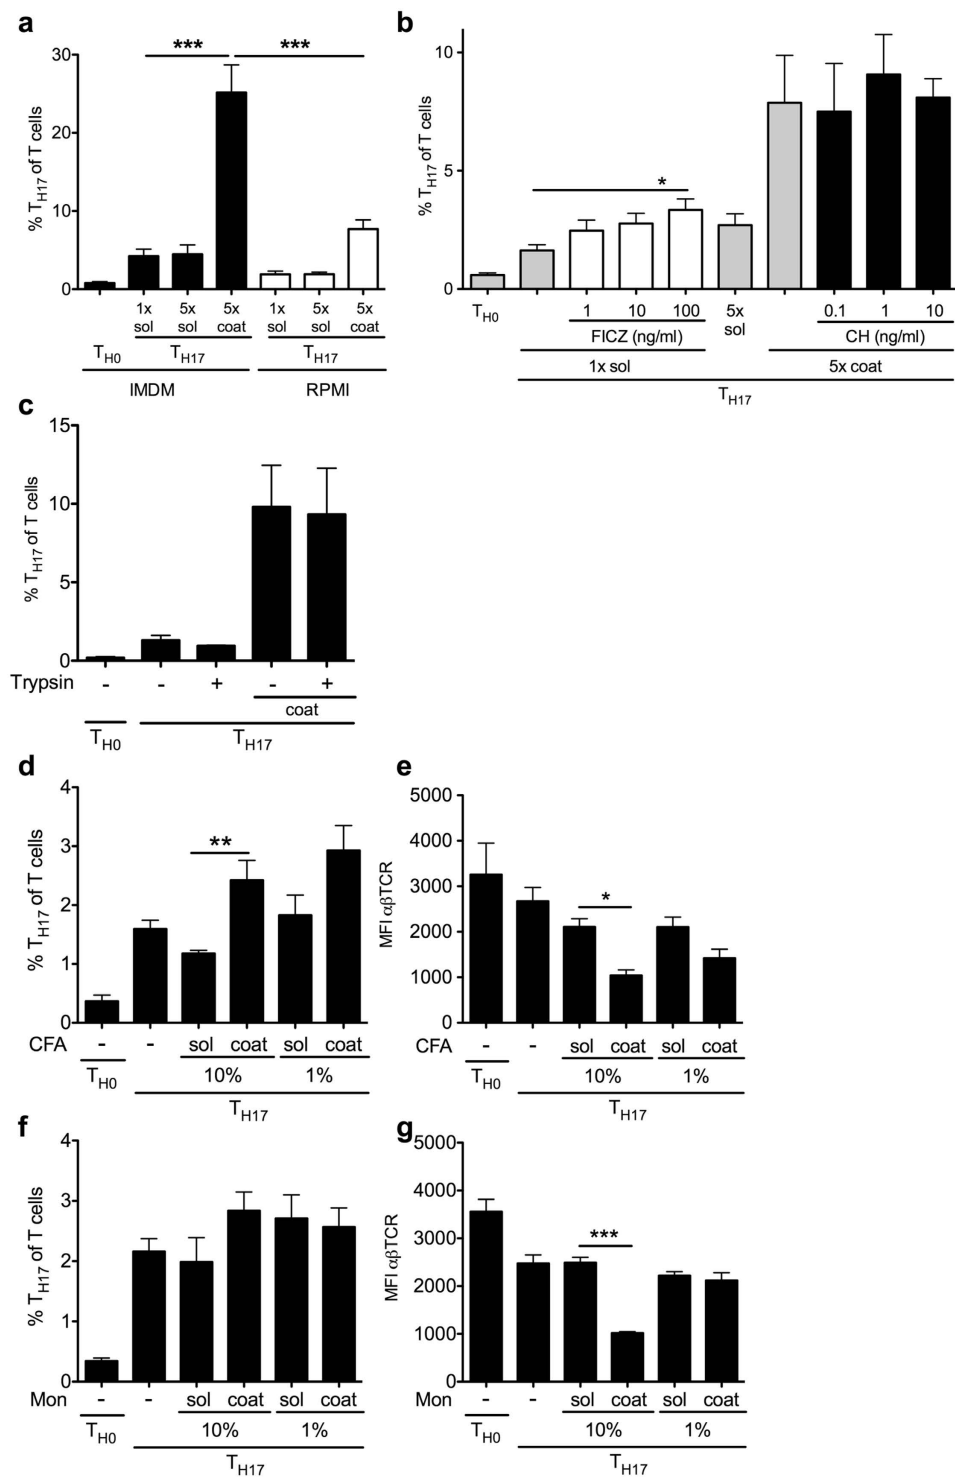 a
% TH17 of T cells
30
20
10
0
***
***
1x sol
5x sol
5x coat
1x sol
5x sol
5x coat
TH0
TH17
TH17
IMDM
RPMI
b
% TH17 of T cells
10
5
0
*
TH0
1
10
100
5x sol
0.1
1
10
FICZ (ng/ml)
CH (ng/ml)
1x sol
5x coat
TH17
c
% TH17 of T cells
15
10
5
0
Trypsin - - + - +
coat
TH0
TH17
d
% TH17 of T cells
4
3
2
1
0
**
CFA - - sol coat sol coat
TH0
10%
1%
TH17
e
MFI αβTCR
5000
4000
3000
2000
1000
0
*
CFA - - sol coat sol coat
TH0
10%
1%
TH17
f
% TH17 of T cells
4
3
2
1
0
Mon - - sol coat sol coat
TH0
10%
1%
TH17
g
MFI αβTCR
5000
4000
3000
2000
1000
0
***
Mon - - sol coat sol coat
TH0
10%
1%
TH17